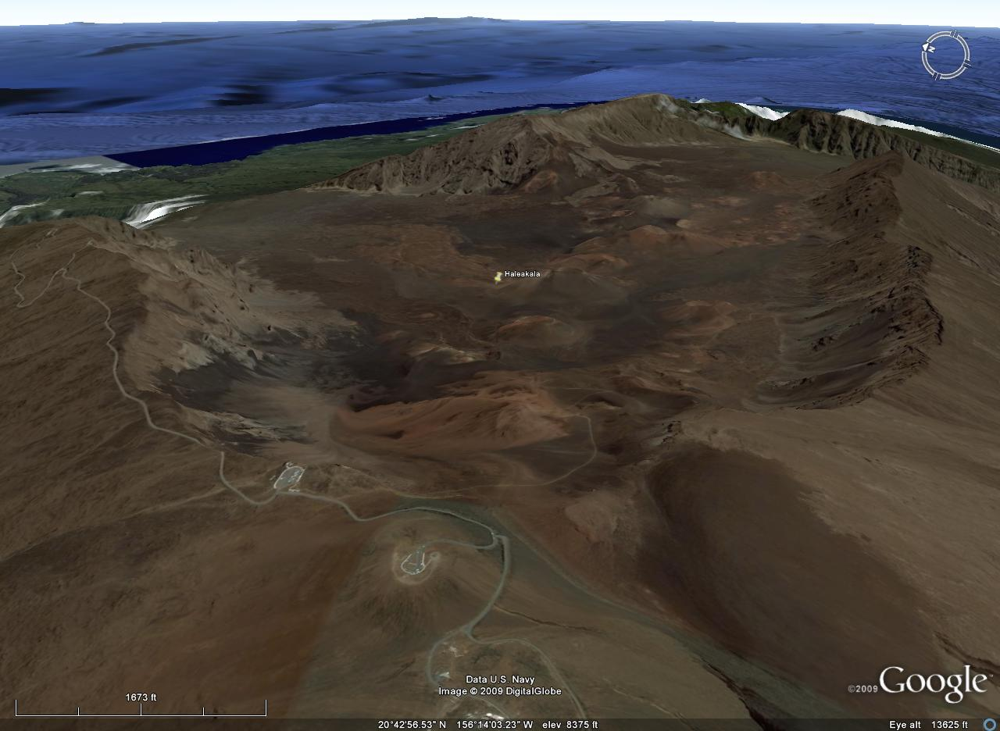 N
Haleakala
1673 ft
Data U.S. Navy
Image © 2009 DigitalGlobe
©2009 Google™
20°42'56.53" N 156°14'03.23" W elev 8375 ft
Eye alt 13625 ft